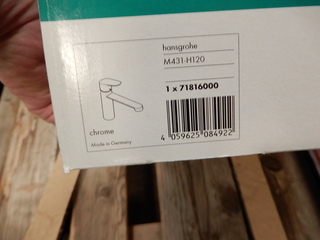 hansgrohe
M431-H120
1 x 71816000
chrome
Made in Germany
4 059625 084922